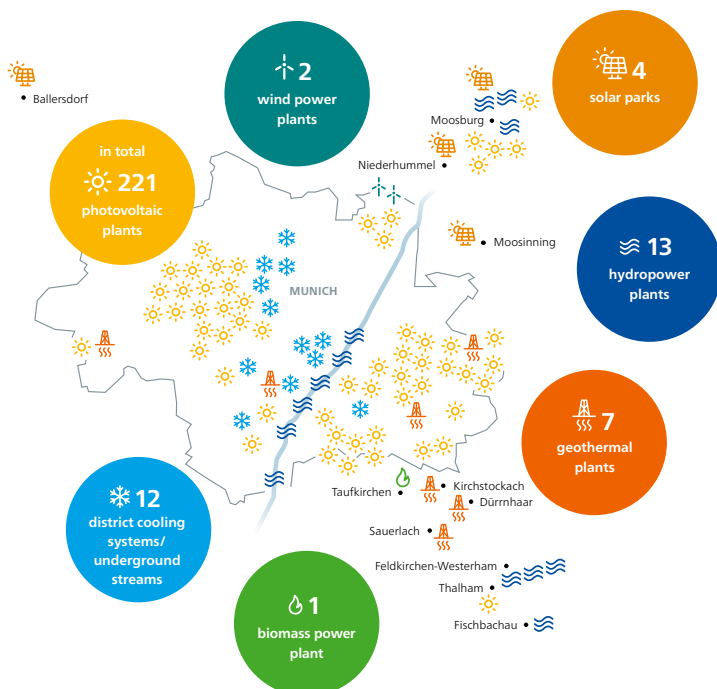 2
wind power
plants
4
solar parks
Ballersdorf
Moosburg
in total
221
photovoltaic
plants
Niederhummel
Moosinning
13
hydropower
plants
MUNICH
7
geothermal
plants
12
district cooling
systems/
underground
streams
Taufkirchen
Kirchstockach
Dürrnhaar
Sauerlach
Feldkirchen-Westerham
Thalham
Fischbachau
1
biomass power
plant